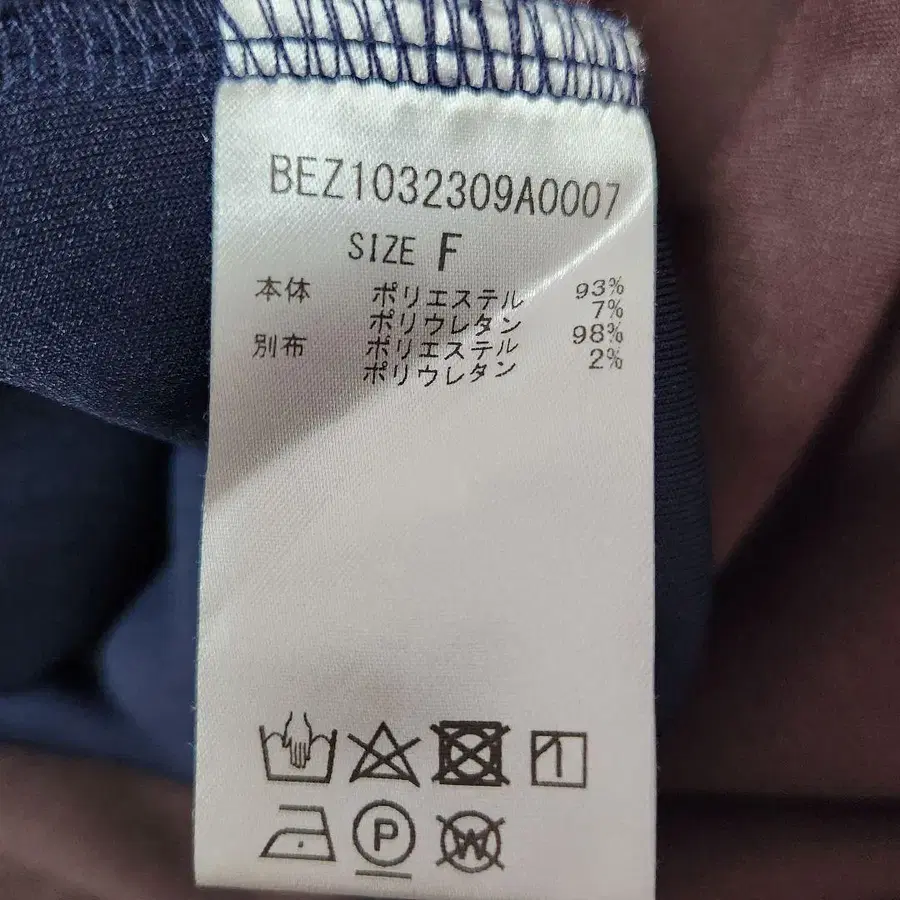 BEZ1032309A0007
SIZE F
本体 ポリエステル 93%
ポリウレタン 7%
別布 ポリエステル 98%
ポリウレタン 2%
P
W